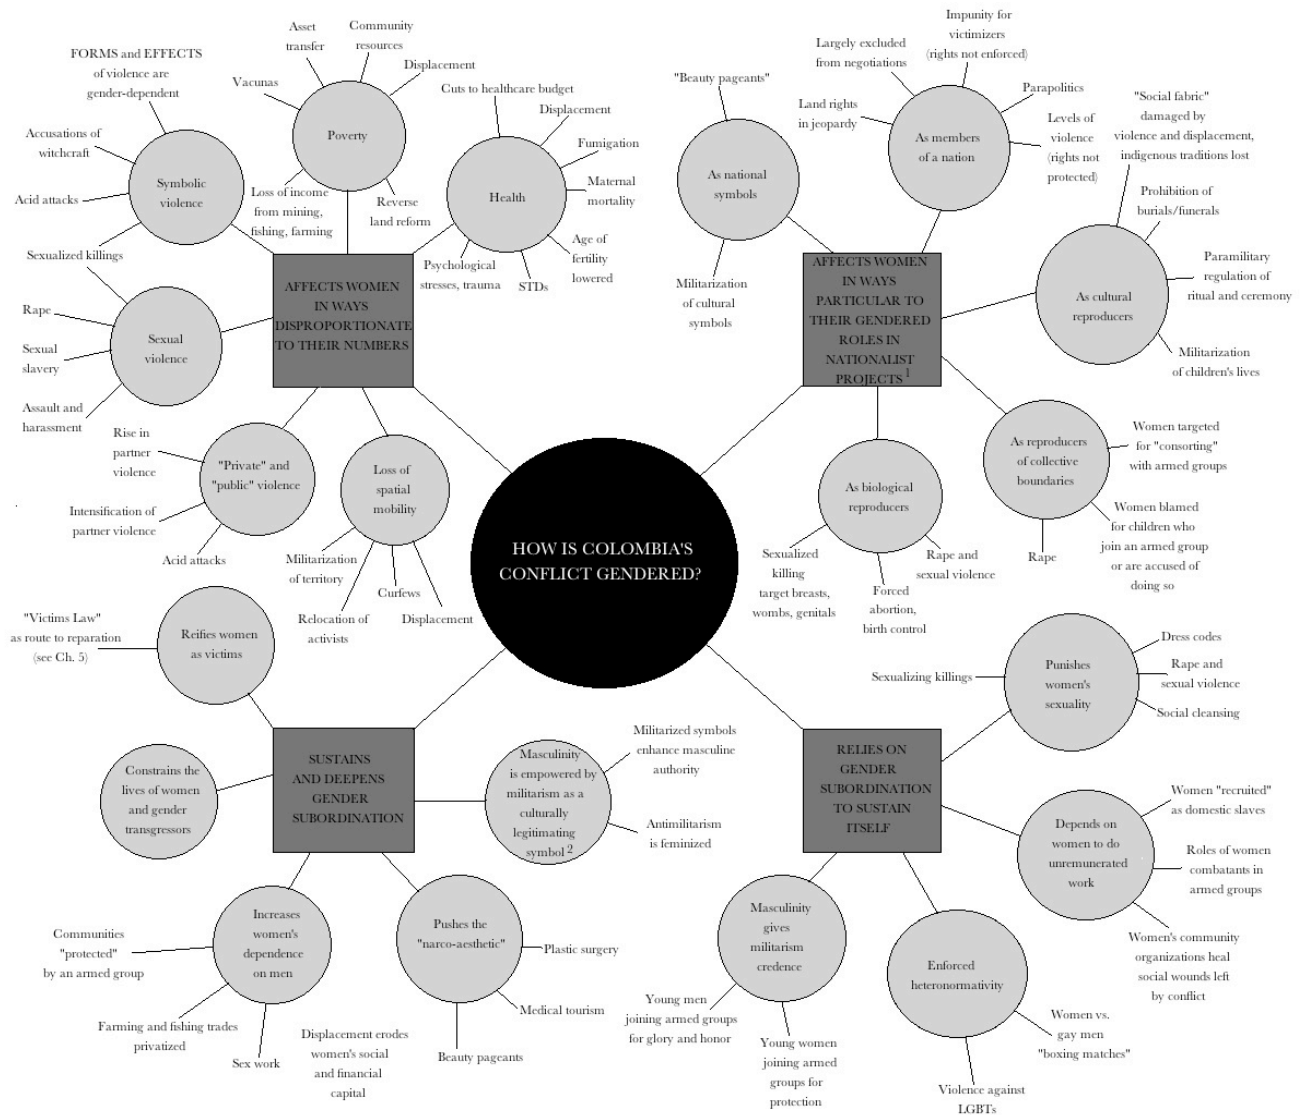 HOW IS COLOMBIA'S
CONFLICT GENDERED?
AFFECTS WOMEN
IN WAYS
DISPROPORTIONATE
TO THEIR NUMBERS
Symbolic
violence
FORMS and EFFECTS
of violence are
gender-dependent
Accusations of
witchcraft
Acid attacks
Sexualized killings
Poverty
Vacunas
Asset
transfer
Community
resources
Displacement
Loss of income
from mining,
fishing, farming
Reverse
land reform
Health
Cuts to healthcare budget
Displacement
Fumigation
Maternal
mortality
Age of
fertility
lowered
STDs
Psychological
stresses, trauma
Sexual
violence
Rape
Sexual
slavery
Assault and
harassment
"Private" and
"public" violence
Rise in
partner
violence
Intensification of
partner violence
Acid attacks
Loss of
spatial
mobility
Militarization
of territory
Relocation of
activists
Curfews
Displacement
AFFECTS WOMEN
IN WAYS
PARTICULAR TO
THEIR GENDERED
ROLES IN
NATIONALIST
PROJECTS 1
As national
symbols
"Beauty pageants"
Militarization
of cultural
symbols
As members
of a nation
Land rights
in jeopardy
Largely excluded
from negotiations
Impunity for
victimizers
(rights not enforced)
Parapolitics
Levels of
violence
(rights not
protected)
As cultural
reproducers
"Social fabric"
damaged by
violence and displacement,
indigenous traditions lost
Prohibition of
burials/funerals
Paramilitary
regulation of
ritual and ceremony
Militarization
of children's lives
As reproducers
of collective
boundaries
Women targeted
for "consorting"
with armed groups
Women blamed
for children who
join an armed group
or are accused of
doing so
Rape
As biological
reproducers
Sexualized
killing
target breasts,
wombs, genitals
Forced
abortion,
birth control
Rape and
sexual violence
SUSTAINS
AND DEEPENS
GENDER
SUBORDINATION
Reifies women
as victims
"Victims Law"
as route to reparation
(see Ch. 5)
Constrains the
lives of women
and gender
transgressors
Masculinity
is empowered by
militarism as a
culturally
legitimating
symbol 2
Militarized symbols
enhance masculine
authority
Antimilitarism
is feminized
Increases
women's
dependence
on men
Communities
"protected"
by an armed group
Farming and fishing trades
privatized
Sex work
Displacement erodes
women's social
and financial
capital
Pushes the
"narco-aesthetic"
Plastic surgery
Medical tourism
Beauty pageants
RELIES ON
GENDER
SUBORDINATION
TO SUSTAIN
ITSELF
Punishes
women's
sexuality
Sexualizing killings
Dress codes
Rape and
sexual violence
Social cleansing
Depends on
women to do
unremunerated
work
Women "recruited"
as domestic slaves
Roles of women
combatants in
armed groups
Women's community
organizations heal
social wounds left
by conflict
Masculinity
gives
militarism
credence
Young men
joining armed groups
for glory and honor
Young women
joining armed
groups for
protection
Enforced
heteronormativity
Women vs.
gay men
"boxing matches"
Violence against
LGBTs